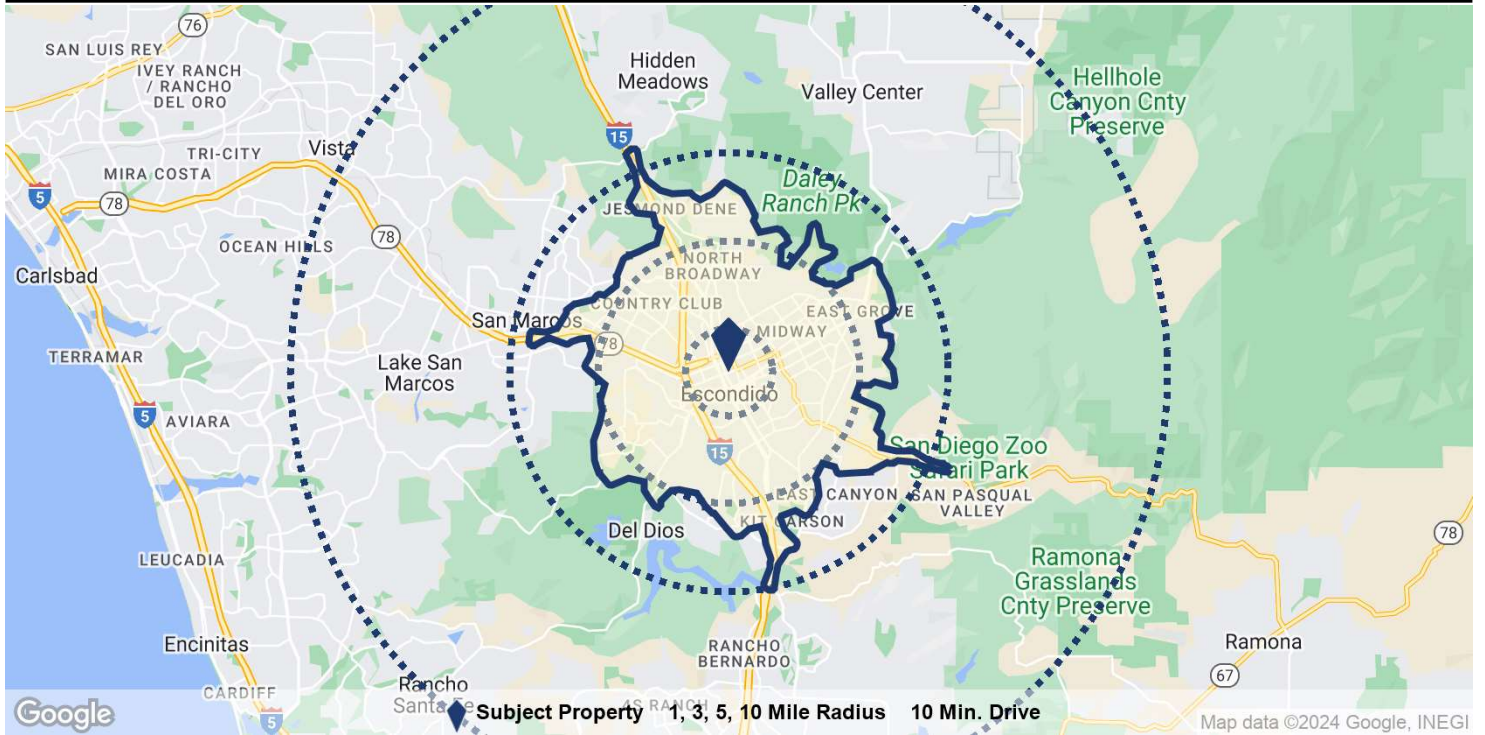 76
SAN LUIS REY
IVEY RANCH
/ RANCHO
DEL ORO
Hidden
Meadows
Valley Center
Hellhole
Canyon Cnty
Preserve
15
TRI-CITY
Vista
MIRA COSTA
5
78
Daley
Ranch Pk
JESMOND DENE
OCEAN HILLS
78
NORTH
BROADWAY
Carlsbad
COUNTRY CLUB
EAST GROVE
San Marcos
MIDWAY
78
TERRAMAR
Lake San
Marcos
Escondido
5
AVIARA
15
San Diego Zoo
Safari Park
EAST CANYON
SAN PASQUAL
VALLEY
KIT CARSON
Del Dios
78
LEUCADIA
Ramona
Grasslands
Cnty Preserve
Encinitas
RANCHO
BERNARDO
Ramona
67
CARDIFF
Rancho
Santa Fe
4S RANCH
5
Google
Subject Property 1, 3, 5, 10 Mile Radius 10 Min. Drive
Map data ©2024 Google, INEGI